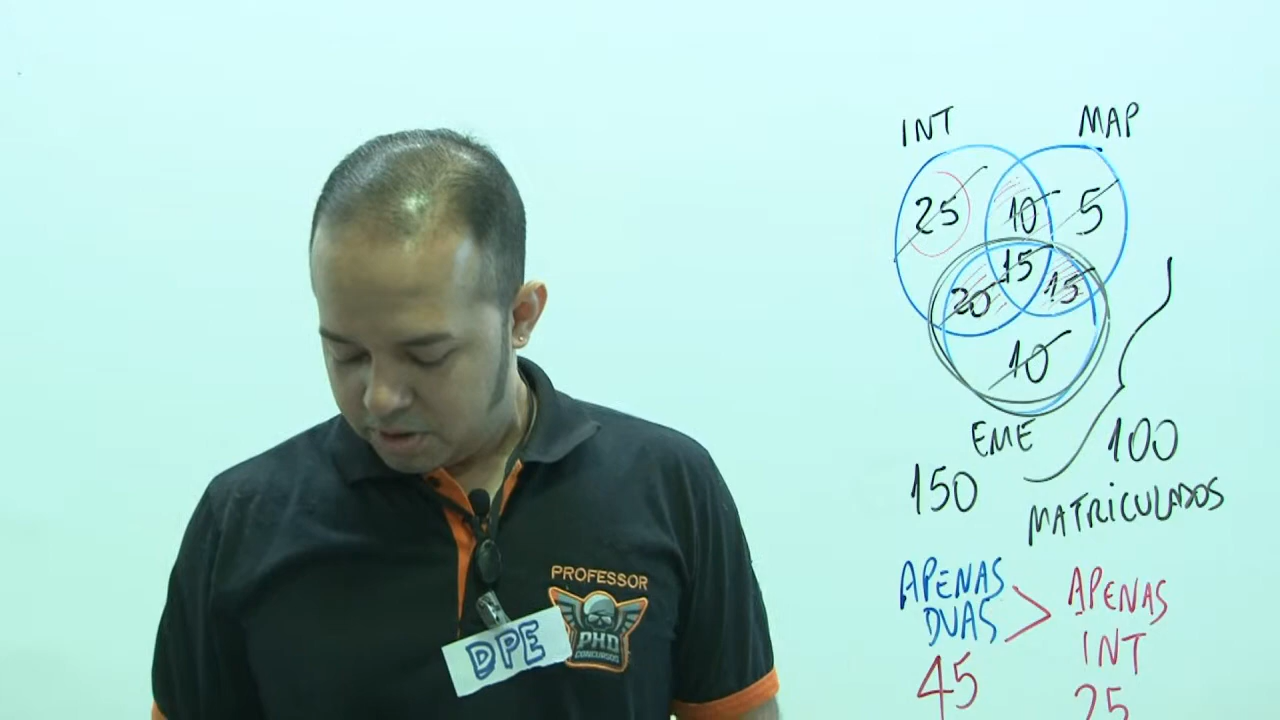 INT
MAP
25
10
5
15
20
15
10
EME
100
150
MATRICULADOS
APENAS
DUAS
>
APENAS
INT
45
25
PROFESSOR
PHD
CONCURSOS
DPE